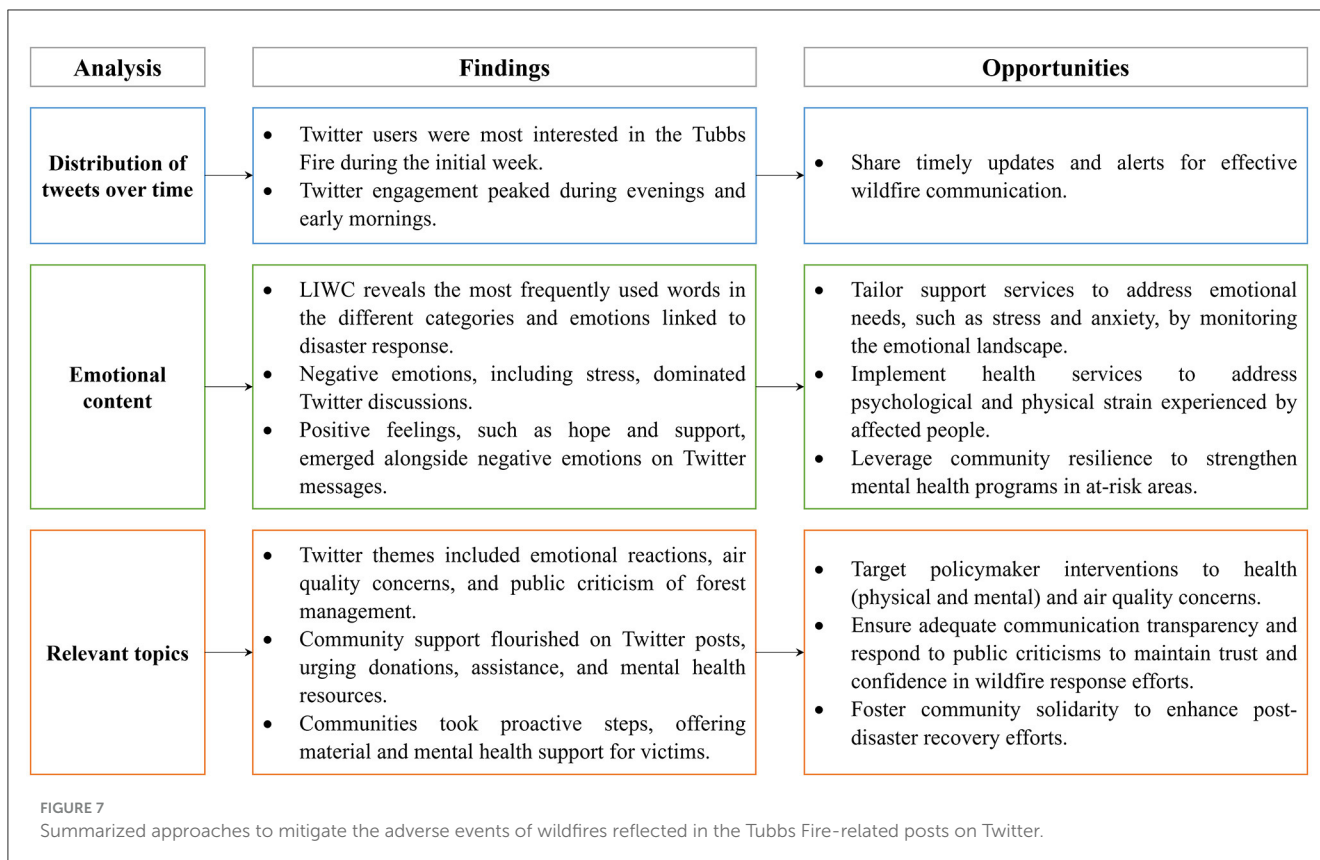 Analysis
Findings
Opportunities
Distribution of
tweets over time
• Twitter users were most interested in the Tubbs
Fire during the initial week.
• Twitter engagement peaked during evenings and
early mornings.
• Share timely updates and alerts for effective
wildfire communication.
Emotional
content
• LIWC reveals the most frequently used words in
the different categories and emotions linked to
disaster response.
• Negative emotions, including stress, dominated
Twitter discussions.
• Positive feelings, such as hope and support,
emerged alongside negative emotions on Twitter
messages.
• Tailor support services to address emotional
needs, such as stress and anxiety, by monitoring
the emotional landscape.
• Implement health services to address
psychological and physical strain experienced by
affected people.
• Leverage community resilience to strengthen
mental health programs in at-risk areas.
Relevant topics
• Twitter themes included emotional reactions, air
quality concerns, and public criticism of forest
management.
• Community support flourished on Twitter posts,
urging donations, assistance, and mental health
resources.
• Communities took proactive steps, offering
material and mental health support for victims.
• Target policymaker interventions to health
(physical and mental) and air quality concerns.
• Ensure adequate communication transparency and
respond to public criticisms to maintain trust and
confidence in wildfire response efforts.
• Foster community solidarity to enhance post-
disaster recovery efforts.
FIGURE 7
Summarized approaches to mitigate the adverse events of wildfires reflected in the Tubbs Fire-related posts on Twitter.